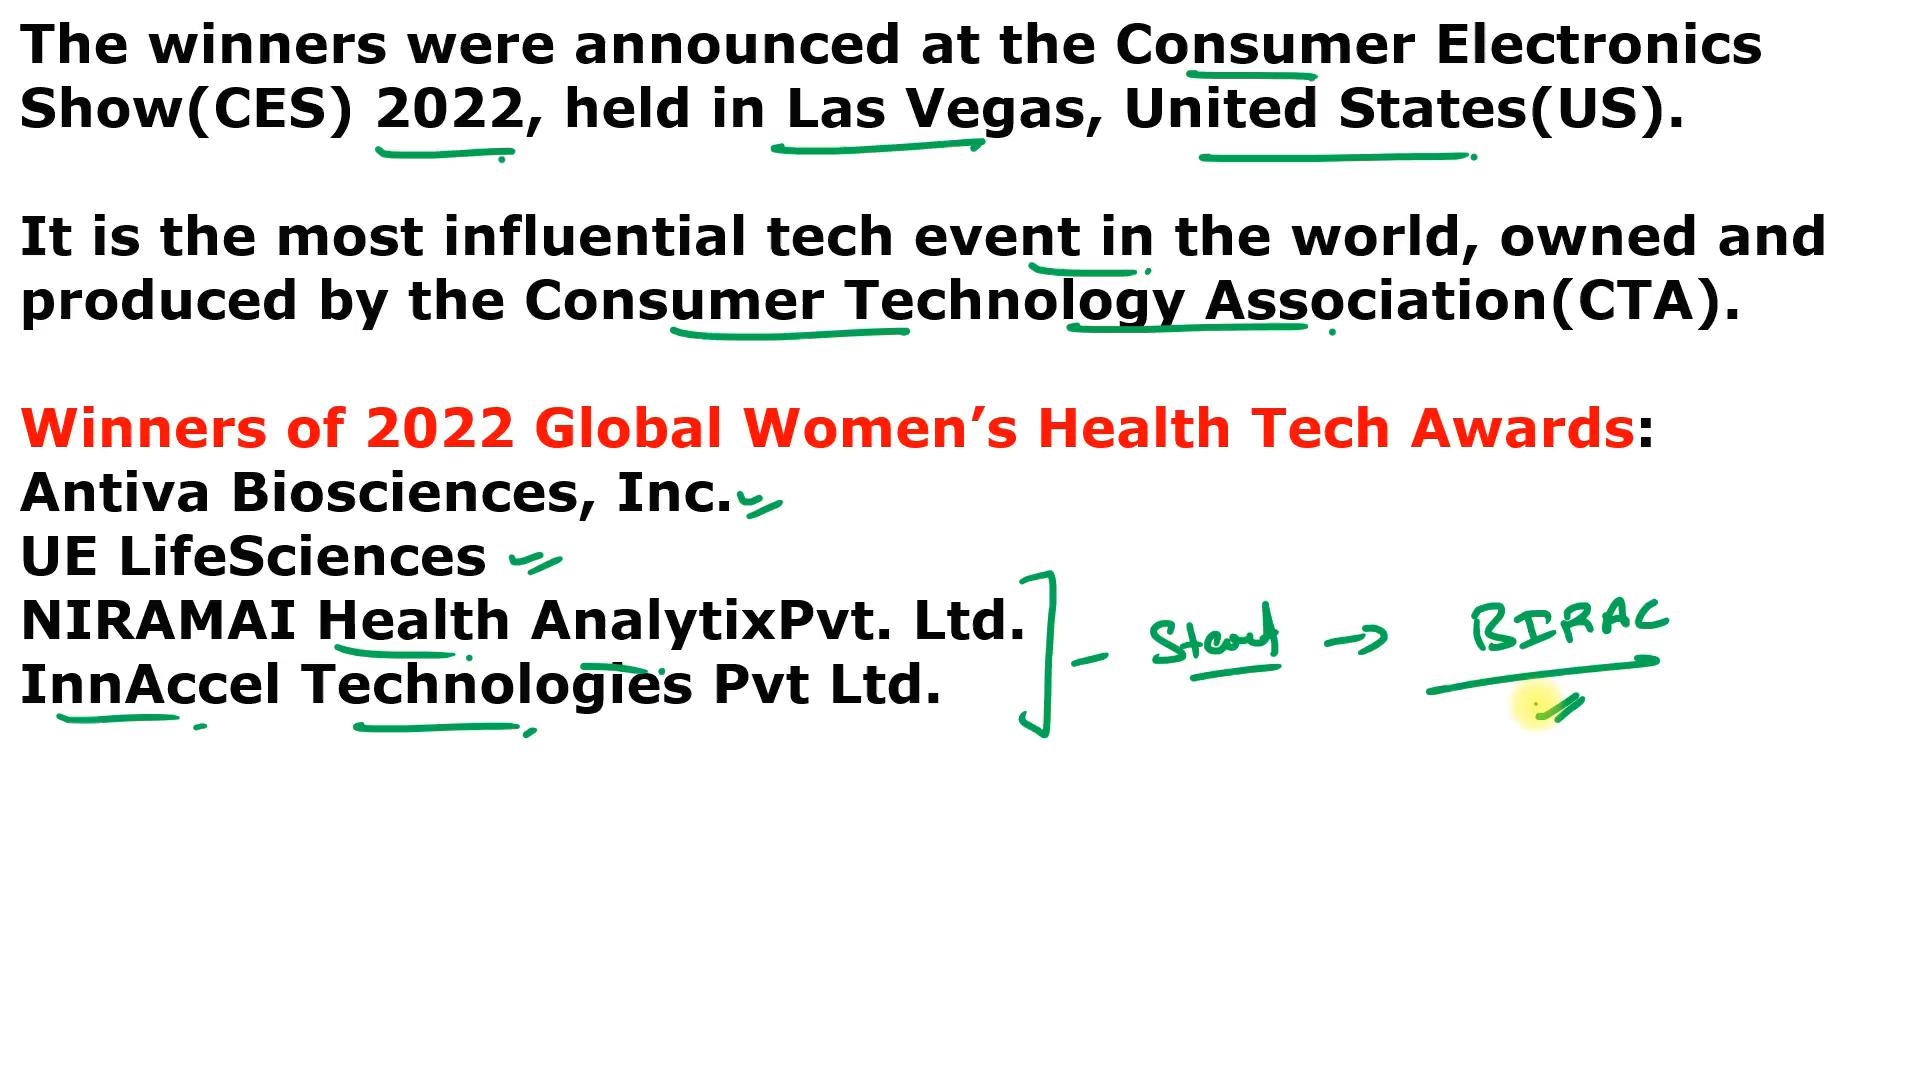 The winners were announced at the Consumer Electronics
Show(CES) 2022, held in Las Vegas, United States(US).
It is the most influential tech event in the world, owned and
produced by the Consumer Technology Association(CTA).
Winners of 2022 Global Women’s Health Tech Awards:
Antiva Biosciences, Inc.
UE LifeSciences
NIRAMAI Health AnalytixPvt. Ltd.
InnAccel Technologies Pvt Ltd.
→ BIRAC